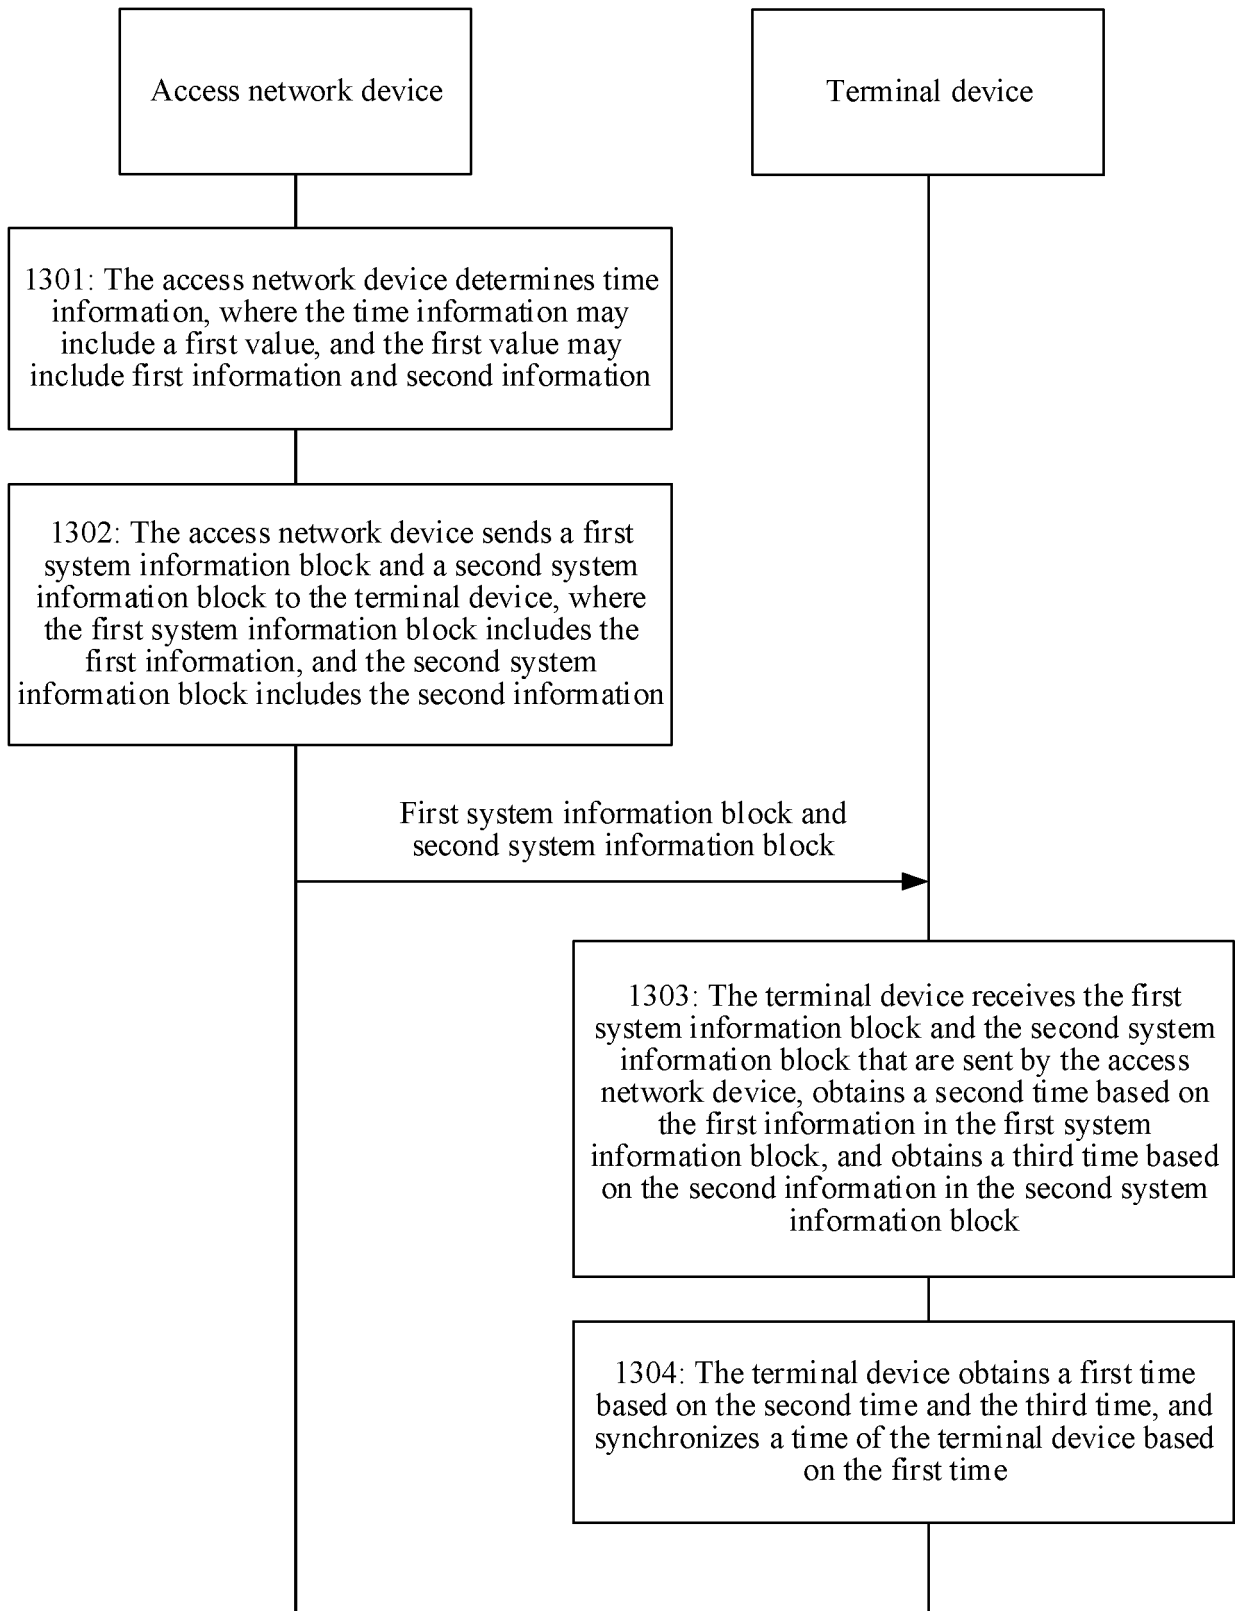 Access network device
Terminal device
1301: The access network device determines time
information, where the time information may
include a first value, and the first value may
include first information and second information
1302: The access network device sends a first
system information block and a second system
information block to the terminal device, where
the first system information block includes the
first information, and the second system
information block includes the second information
First system information block and
second system information block
1303: The terminal device receives the first
system information block and the second system
information block that are sent by the access
network device, obtains a second time based on
the first information in the first system
information block, and obtains a third time based
on the second information in the second system
information block
1304: The terminal device obtains a first time
based on the second time and the third time, and
synchronizes a time of the terminal device based
on the first time